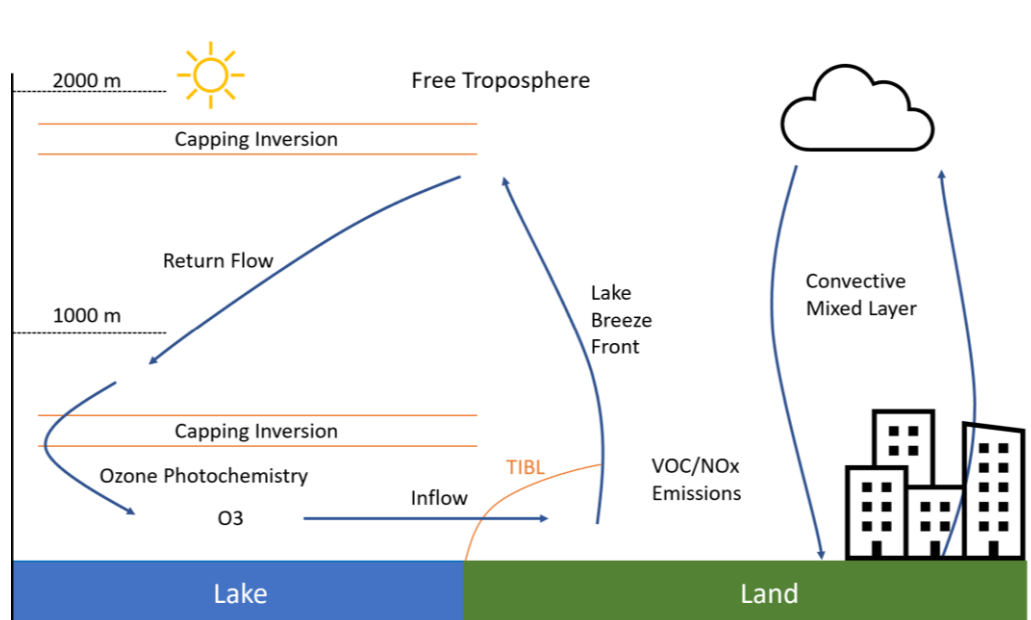 2000 m
Free Troposphere
Capping Inversion
Return Flow
Lake
Breeze
Front
Convective
Mixed Layer
1000 m
Capping Inversion
Ozone Photochemistry
TIBL
VOC/NOx
Emissions
Inflow
O3
Lake
Land